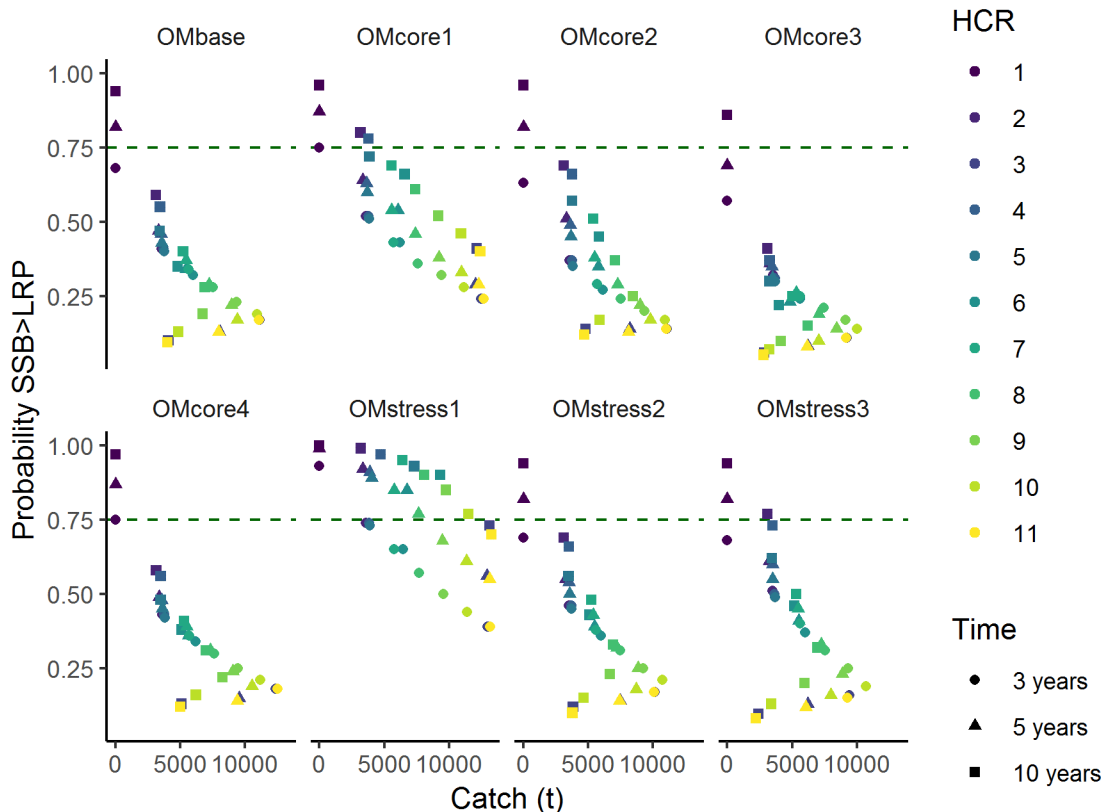 OMbase OMcore1 OMcore2 OMcore3
1.00
0.75
0.50
0.25
OMcore4 OMstress1 OMstress2 OMstress3
1.00
0.75
0.50
0.25
0 5000 10000 0 5000 10000 0 5000 10000 0 5000 10000
Catch (t)
Probability SSB>LRP
HCR
1
2
3
4
5
6
7
8
9
10
11
Time
3 years
5 years
10 years